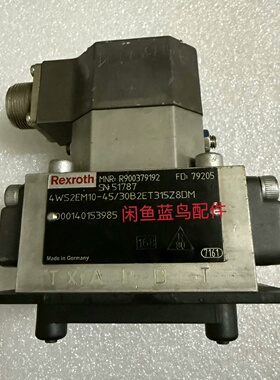 Rexroth
MNR: R900379192 FD: 79205
SN: 51787
4WS2EM10-45/30B2ET315Z8DM
000140153985
闲鱼蓝鸟配件
Made in Germany
7161
T X A P B T